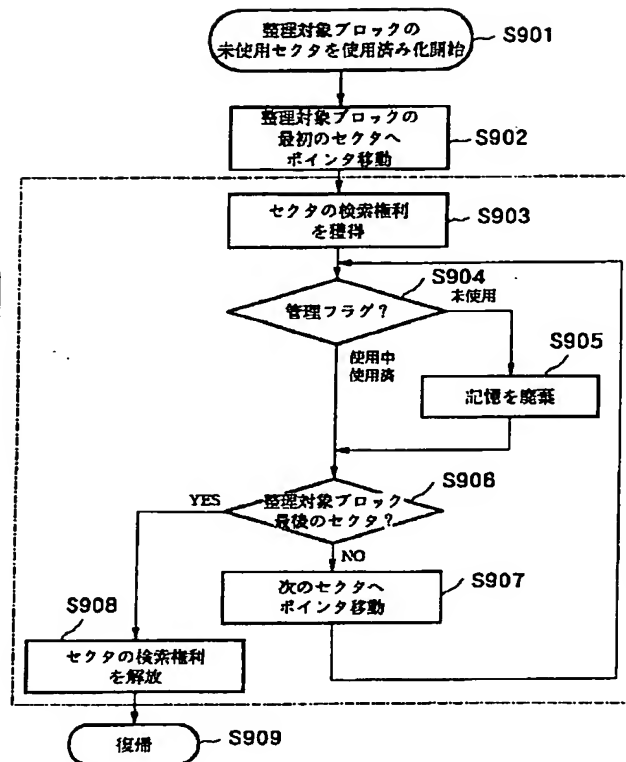 整理対象ブロックの
未使用セクタを使用済み化開始
S901
整理対象ブロックの
最初のセクタへ
ポインタ移動
S902
セクタの検索権利
を獲得
S903
S904
管理フラグ?
未使用
使用中
使用済
S905
記憶を廃棄
S906
YES
整理対象ブロック
最後のセクタ?
NO
次のセクタへ
ポインタ移動
S907
S908
セクタの検索権利
を解放
復帰
S909